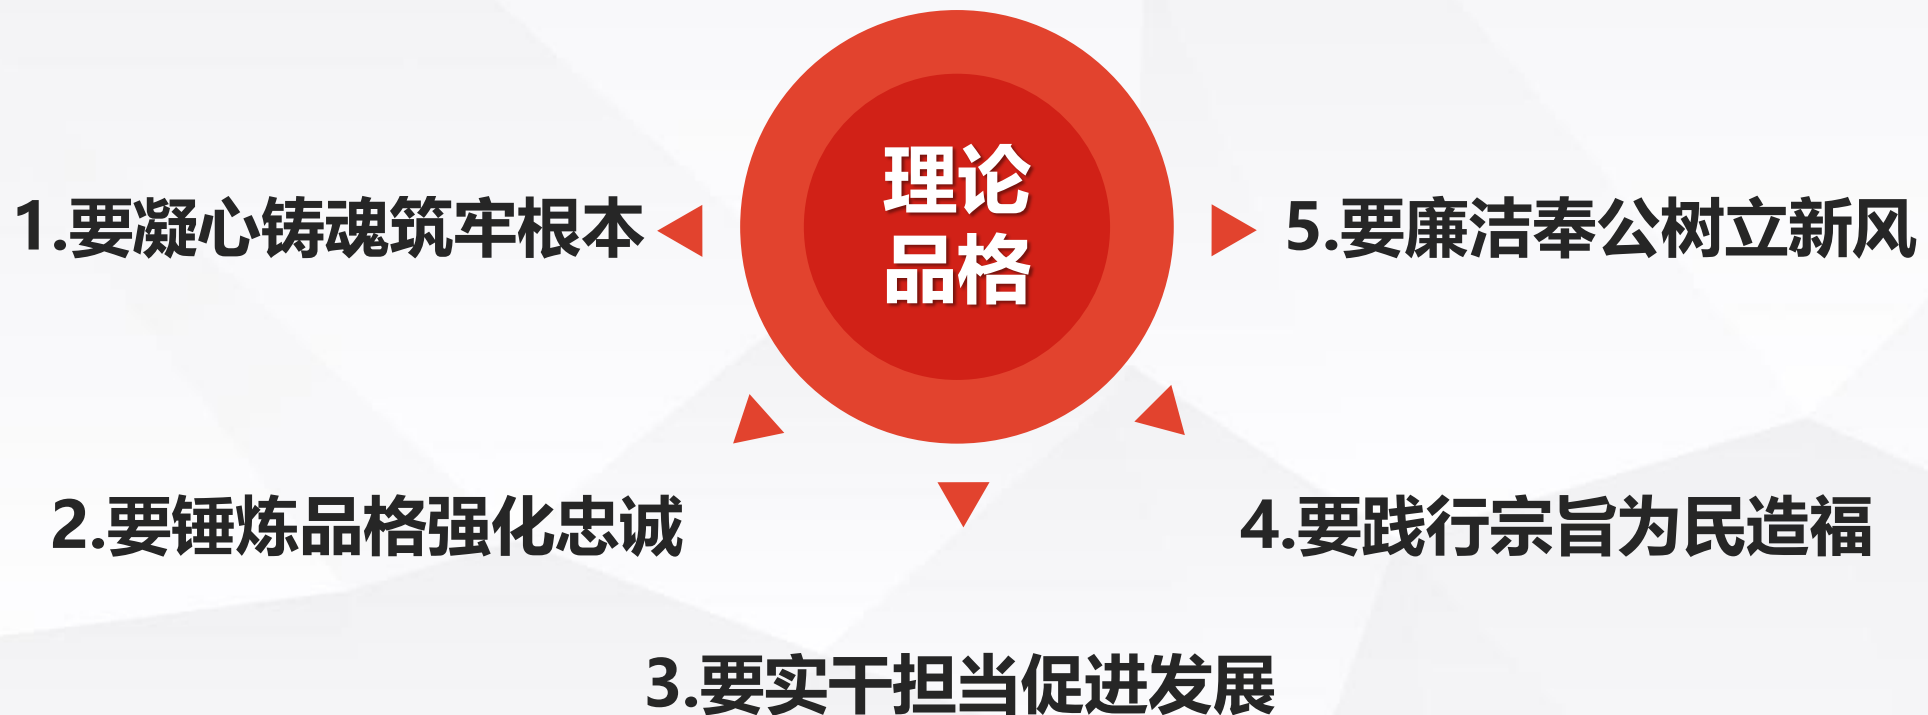 理论
品格
1.要凝心铸魂筑牢根本
2.要锤炼品格强化忠诚
3.要实干担当促进发展
4.要践行宗旨为民造福
5.要廉洁奉公树立新风